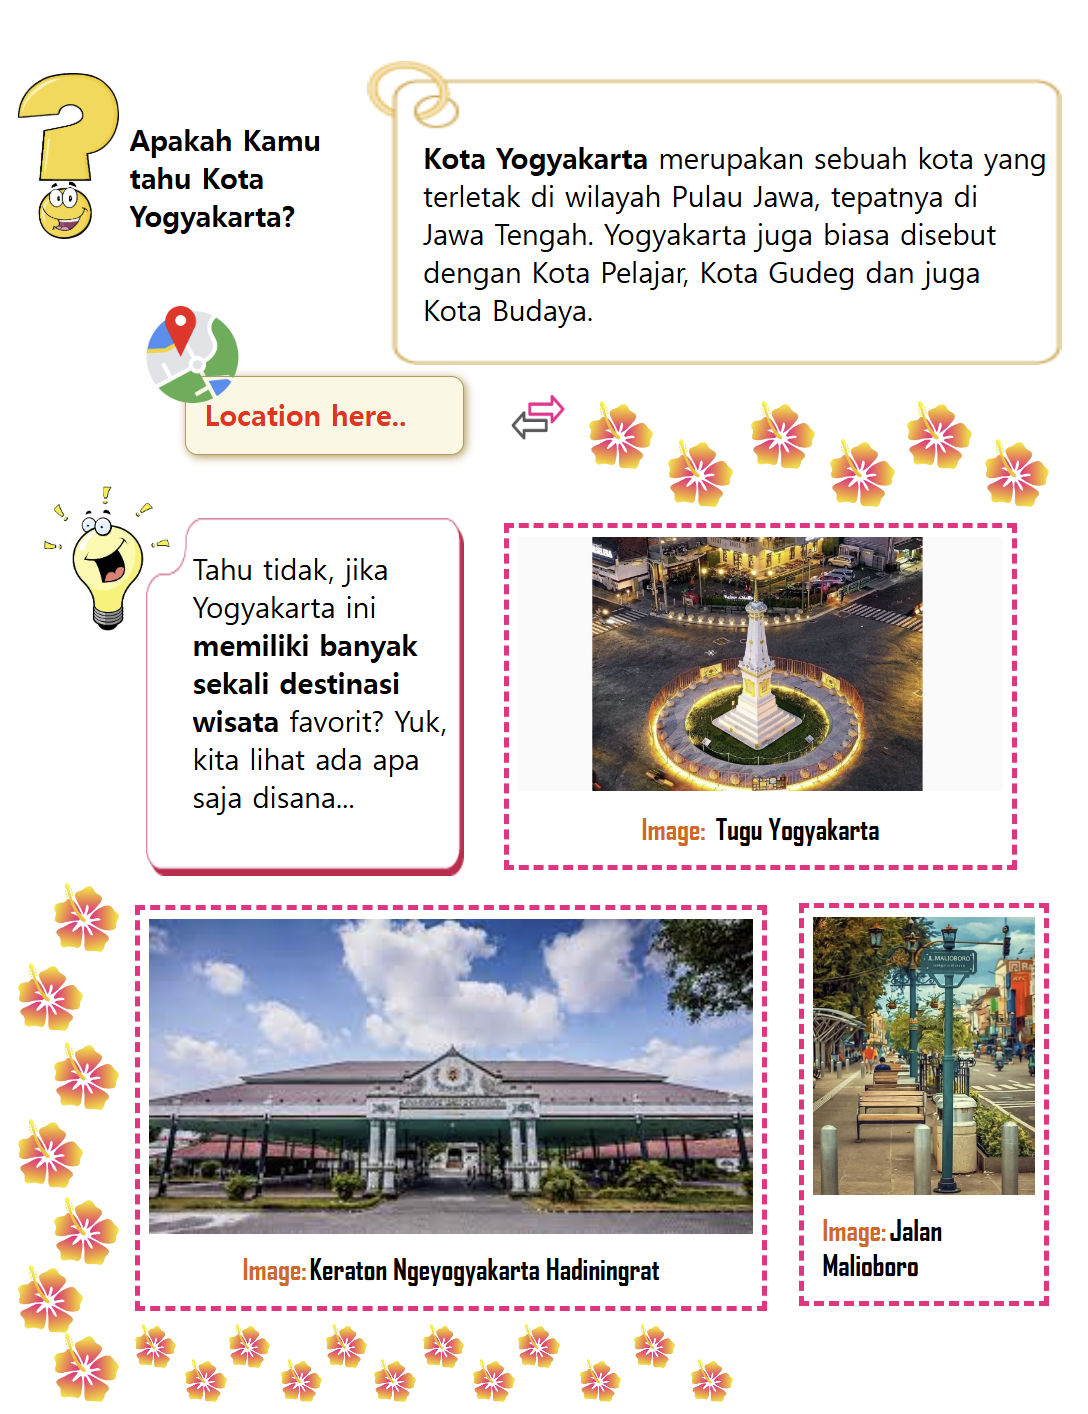 Apakah Kamu
tahu Kota
Yogyakarta?
Kota Yogyakarta merupakan sebuah kota yang
terletak di wilayah Pulau Jawa, tepatnya di
Jawa Tengah. Yogyakarta juga biasa disebut
dengan Kota Pelajar, Kota Gudeg dan juga
Kota Budaya.
Location here..
Tahu tidak, jika
Yogyakarta ini
memiliki banyak
sekali destinasi
wisata favorit? Yuk,
kita lihat ada apa
saja disana...
Image: Tugu Yogyakarta
Image: Keraton Ngeyogyakarta Hadiningrat
JL. MALIOBORO
Image: Jalan
Malioboro